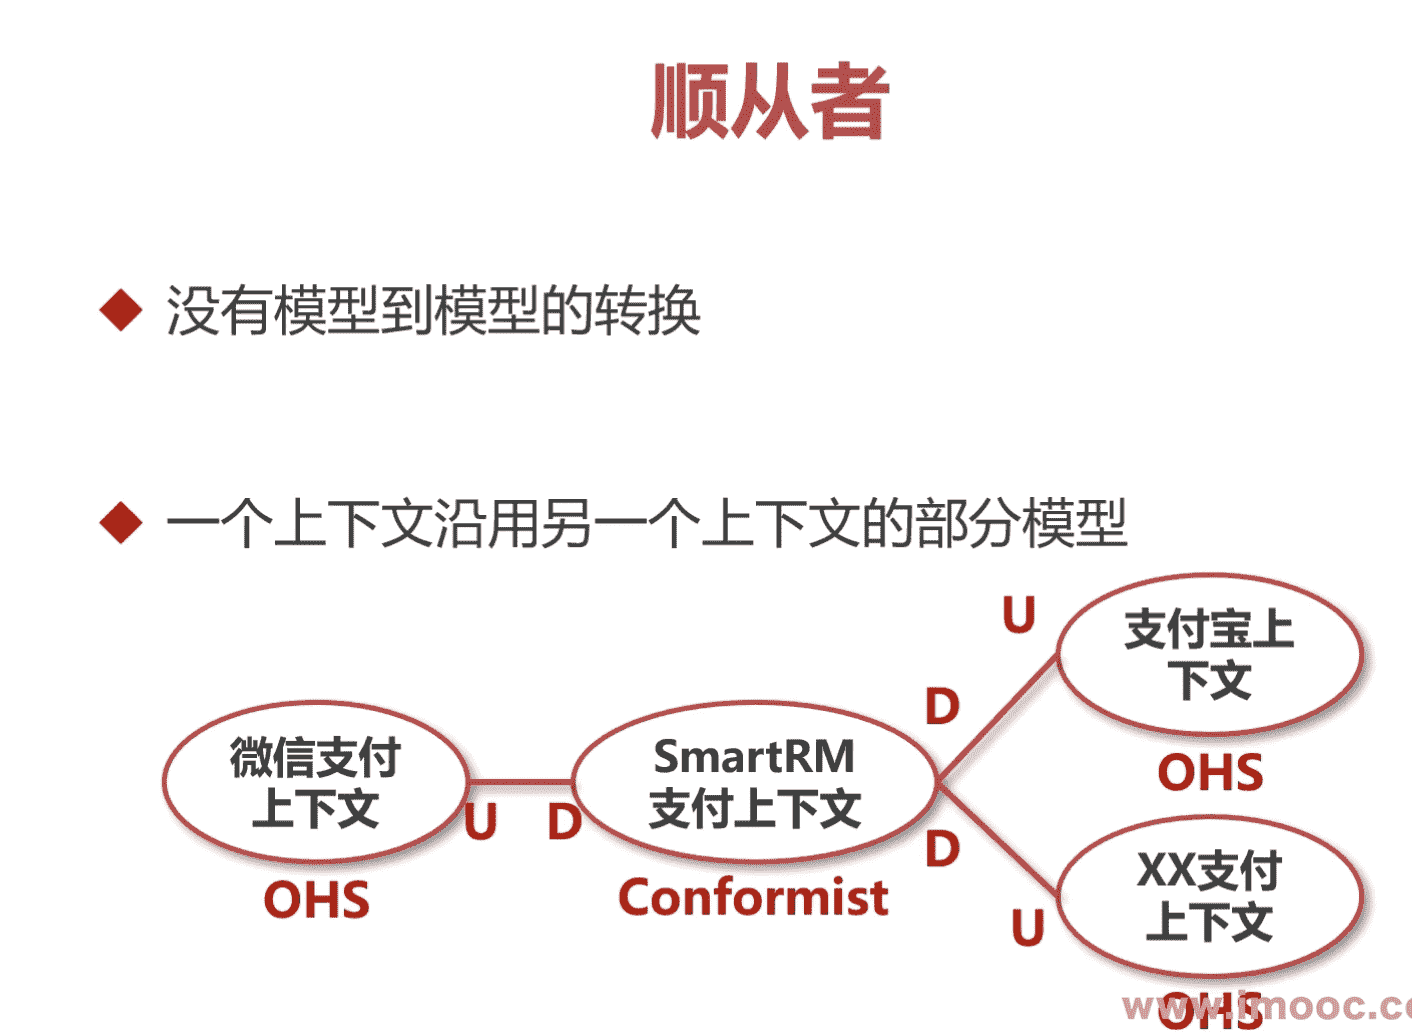 顺从者
没有模型到模型的转换
一个上下文沿用另一个上下文的部分模型
U
支付宝上
下文
D
OHS
微信支付
上下文
U
D
SmartRM
支付上下文
D
XX支付
上下文
U
OHS
Conformist
OHS
www.imooc.co